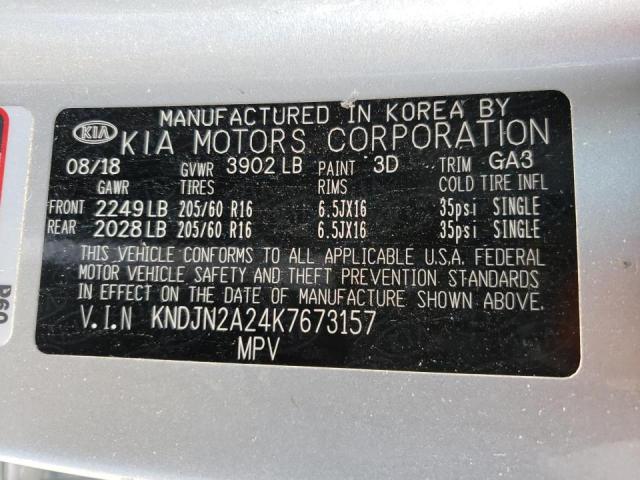 MANUFACTURED IN KOREA BY
KIA KIA MOTORS CORPORATION
08/18 GVWR 3902 LB PAINT 3D TRIM GA3
GAWR TIRES RIMS COLD TIRE INFL
FRONT 2249 LB 205/60 R16 6.5JX16 35psi SINGLE
REAR 2028 LB 205/60 R16 6.5JX16 35psi SINGLE
THIS VEHICLE CONFORMS TO ALL APPLICABLE U.S.A. FEDERAL
MOTOR VEHICLE SAFETY AND THEFT PREVENTION STANDARDS
IN EFFECT ON THE DATE OF MANUFACTURE SHOWN ABOVE.
V.I.N KNDJN2A24K7673157
MPV